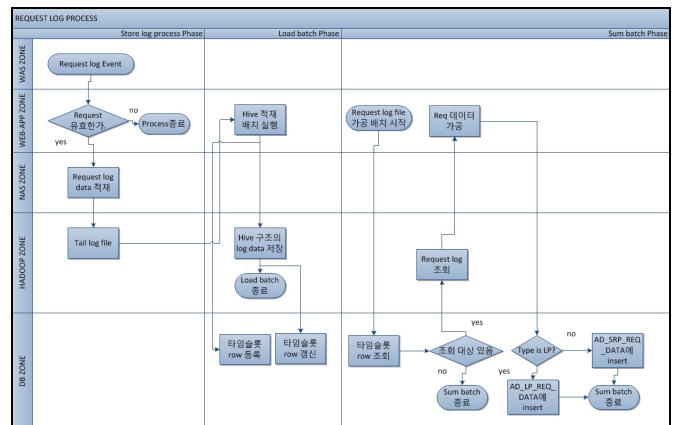 REQUEST LOG PROCESS
Store log process Phase
Load batch Phase
Sum batch Phase
WAS ZONE
Request log Event
WEB-APP ZONE
Request
유효한가.
no
yes
Process종료
Hive 적재
배치 실행
Request log file
가공 배치 시작
Req 데이터
가공
NAS ZONE
Request log
data 적재
HADOOP ZONE
Tail log file
Hive 구조의
log data 저장
Load batch
종료
Request log
조회
DB ZONE
타임슬롯
row 등록
타임슬롯
row 갱신
타임슬롯
row 조회
yes
조회 대상 있음
no
Sum batch
종료
Type is LP?
no
yes
AD_SRP_REQ
_DATA에
insert
AD_LP_REQ_
DATA에
insert
Sum batch
종료